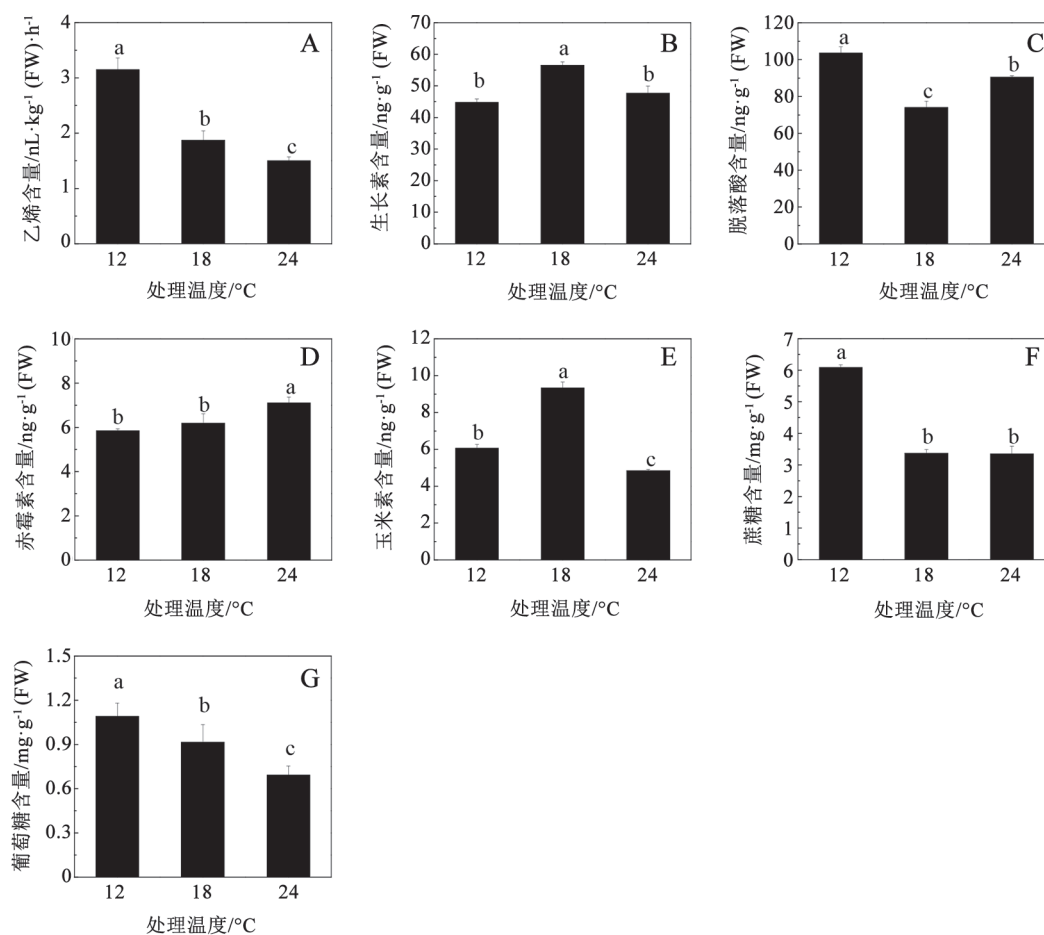 A
乙烯含量/nL·kg⁻¹ (FW)·h⁻¹
4
3
2
1
0
a
b
c
12 18 24
处理温度/°C
B
生长素含量/ng·g⁻¹ (FW)
70
60
50
40
30
20
10
0
b
a
b
12 18 24
处理温度/°C
C
脱落酸含量/ng·g⁻¹ (FW)
120
100
80
60
40
20
0
a
c
b
12 18 24
处理温度/°C
D
赤霉素含量/ng·g⁻¹ (FW)
10
8
6
4
2
0
b
b
a
12 18 24
处理温度/°C
E
玉米素含量/ng·g⁻¹ (FW)
12
10
8
6
4
2
0
b
a
c
12 18 24
处理温度/°C
F
蔗糖含量/mg·g⁻¹ (FW)
7
6
5
4
3
2
1
0
a
b
b
12 18 24
处理温度/°C
G
葡萄糖含量/mg·g⁻¹ (FW)
1.5
1.2
0.9
0.6
0.3
0
a
b
c
12 18 24
处理温度/°C